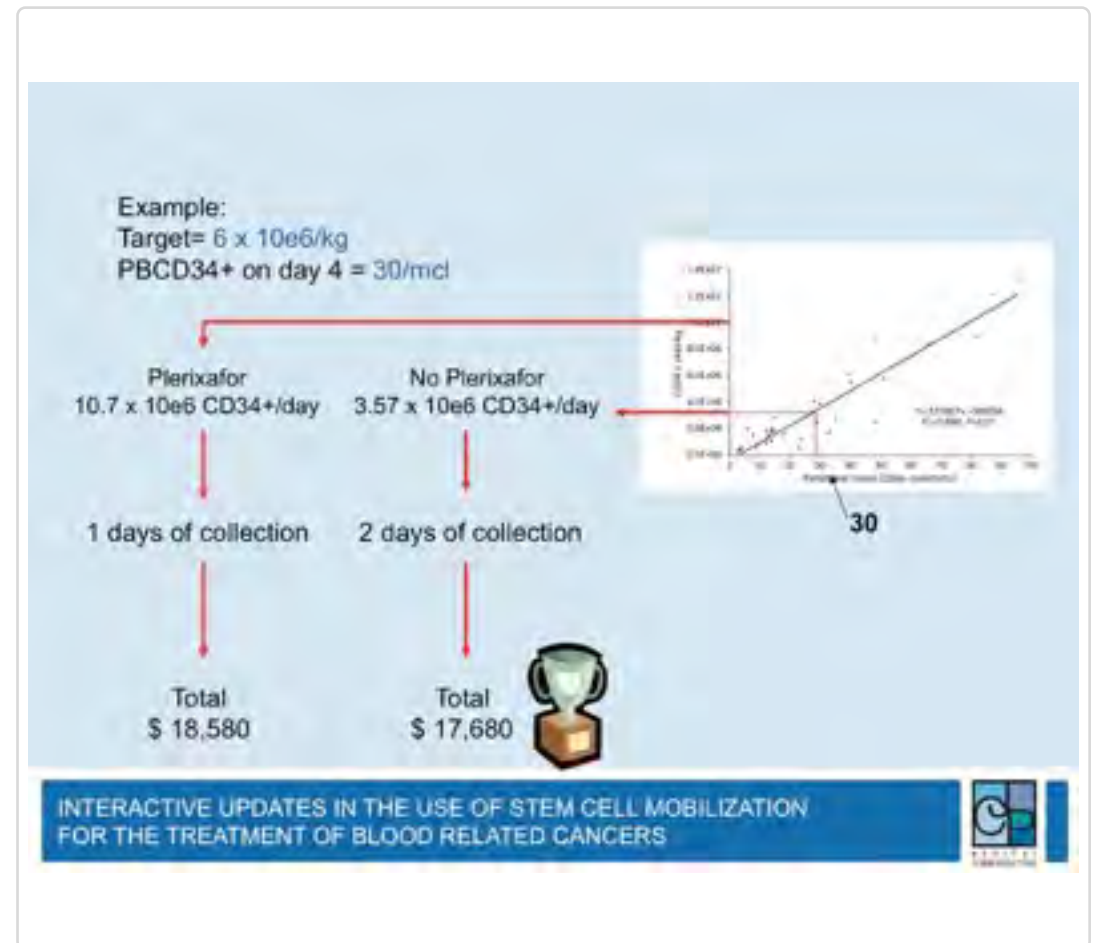 Example:
Target= 6 x 10e6/kg
PBCD34+ on day 4 = 30/mcl
Plerixafor
10.7 x 10e6 CD34+/day
No Plerixafor
3.57 x 10e6 CD34+/day
30
1 days of collection
2 days of collection
Total
$ 18,580
Total
$ 17,680
INTERACTIVE UPDATES IN THE USE OF STEM CELL MOBILIZATION
FOR THE TREATMENT OF BLOOD RELATED CANCERS